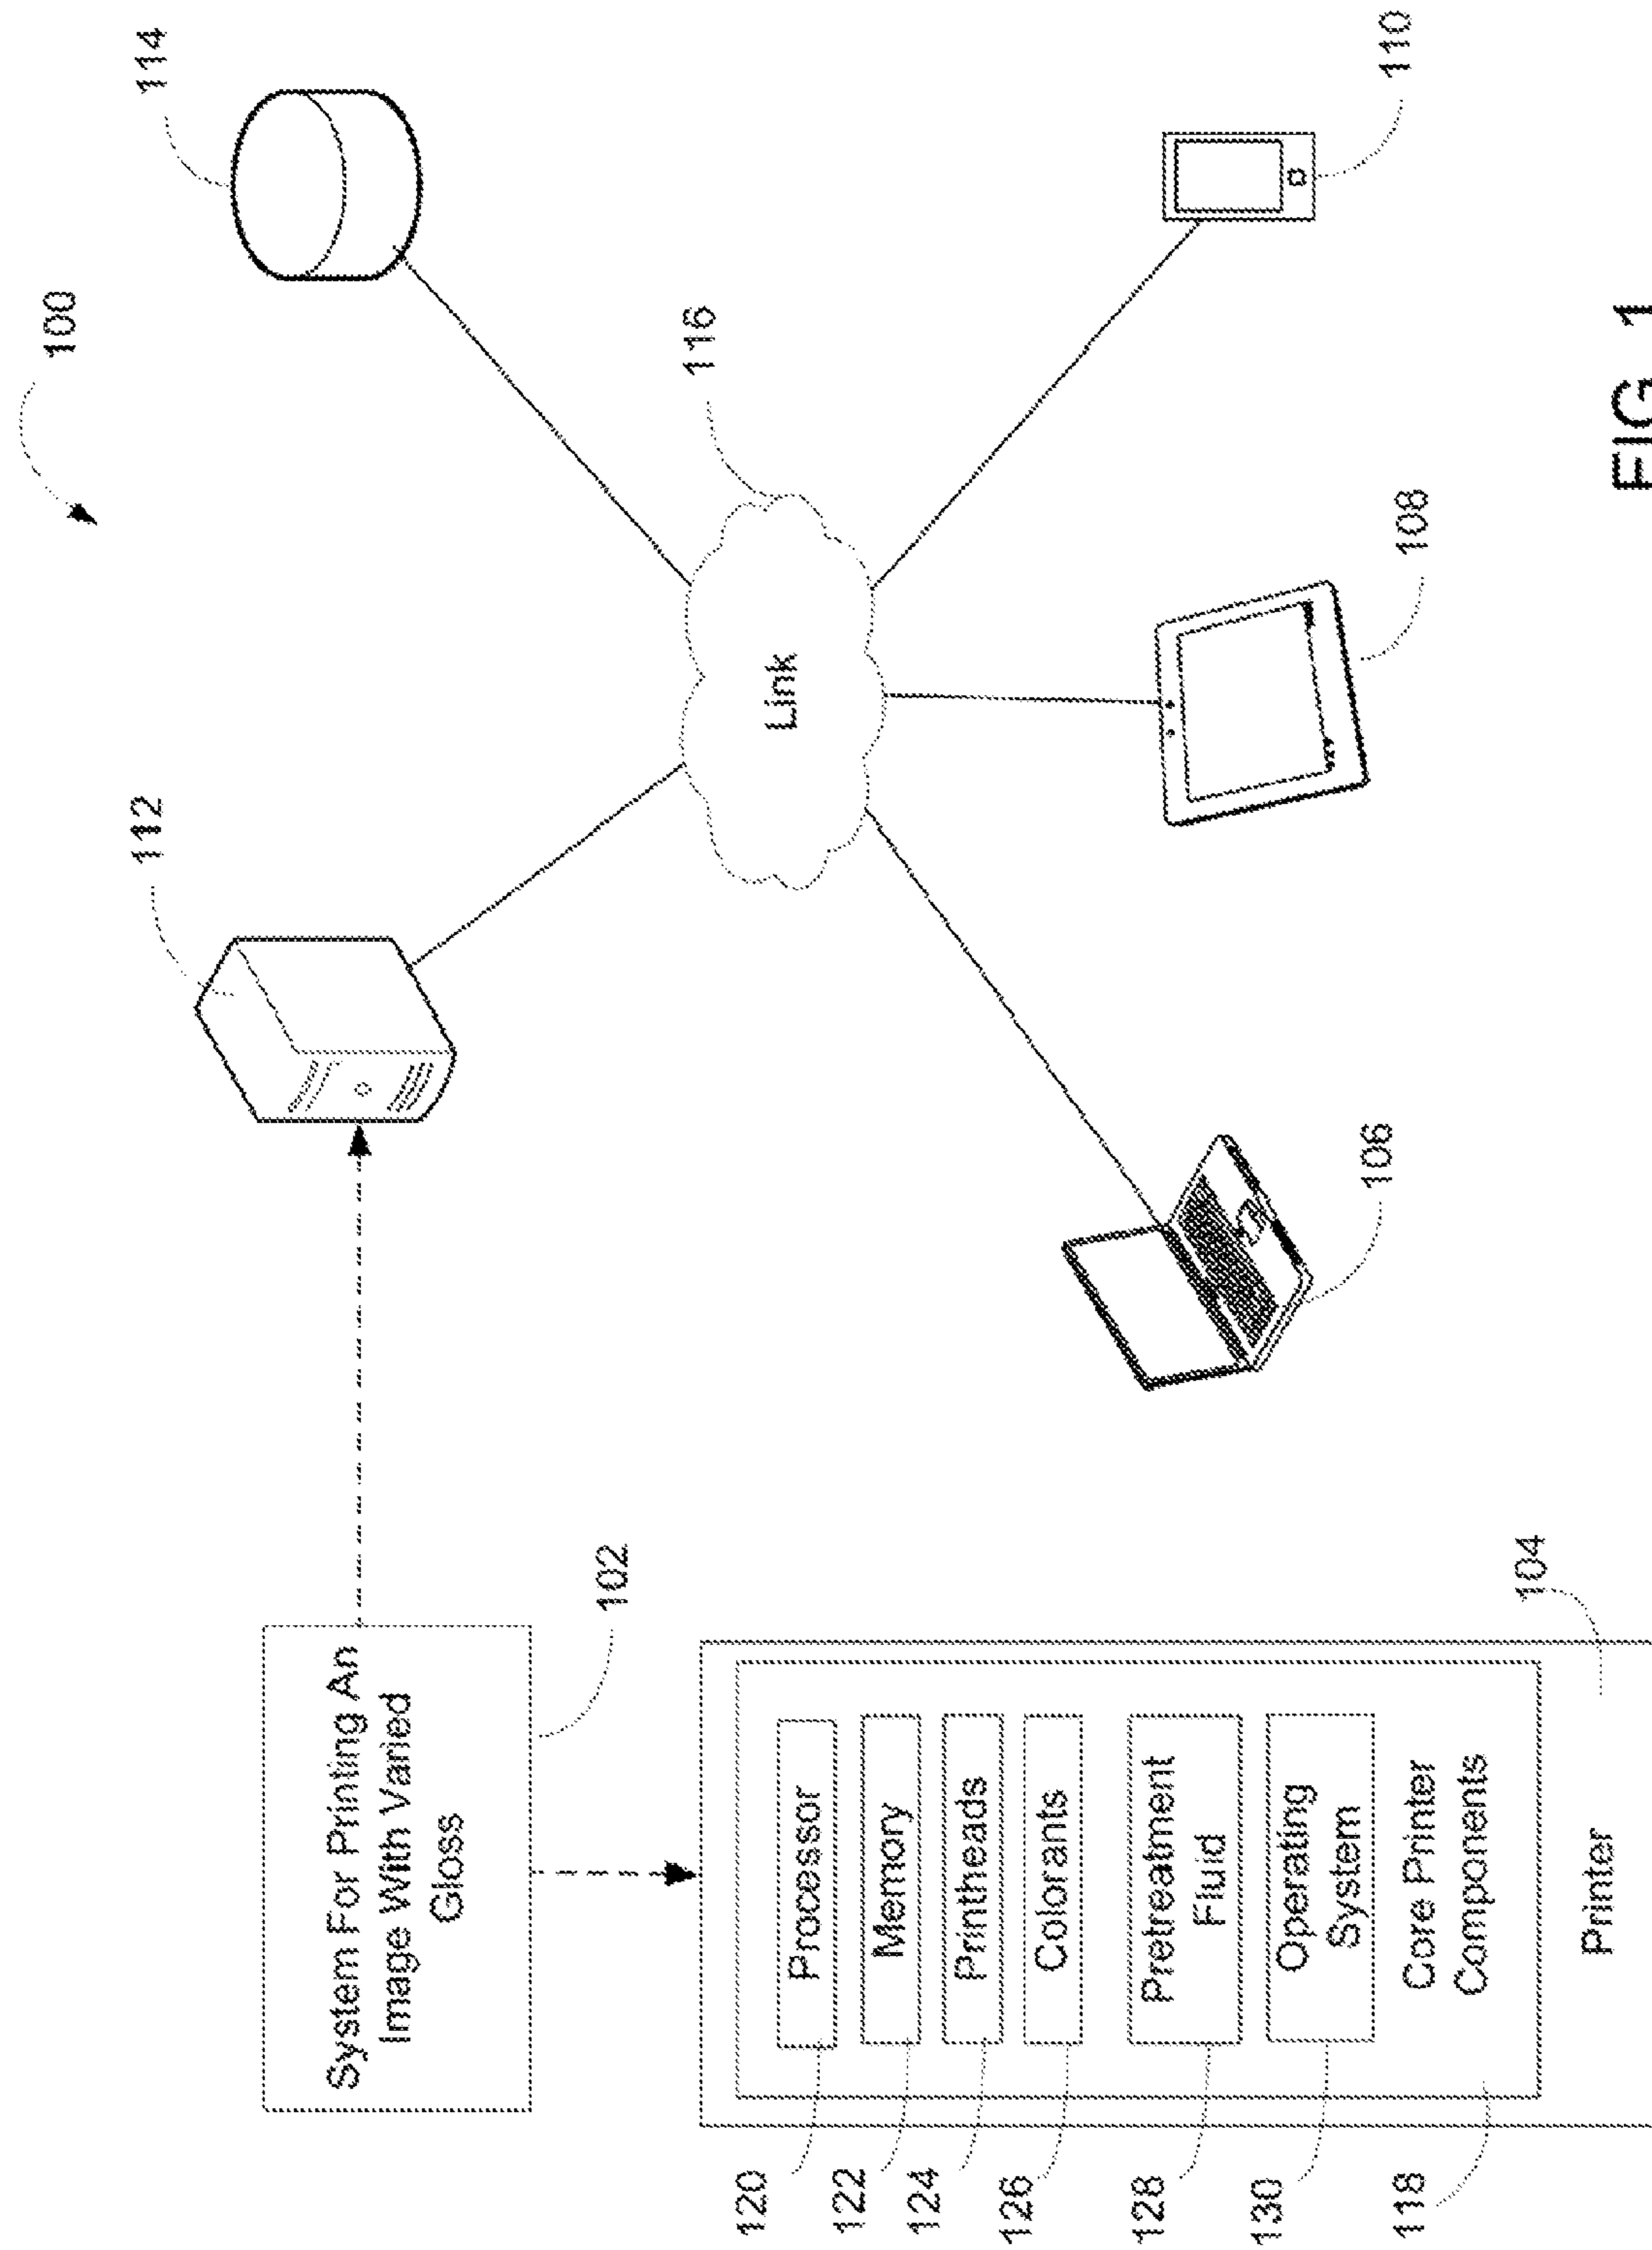 100
System For Printing An
Image With Varied
Gloss
102
112
114
Link
116
120
Processor
122
Memory
124
Printheads
126
Colorants
128
Pretreatment
Fluid
130
Operating
System
118
Core Printer
Components
Printer
104
106
108
110
FIG. 1